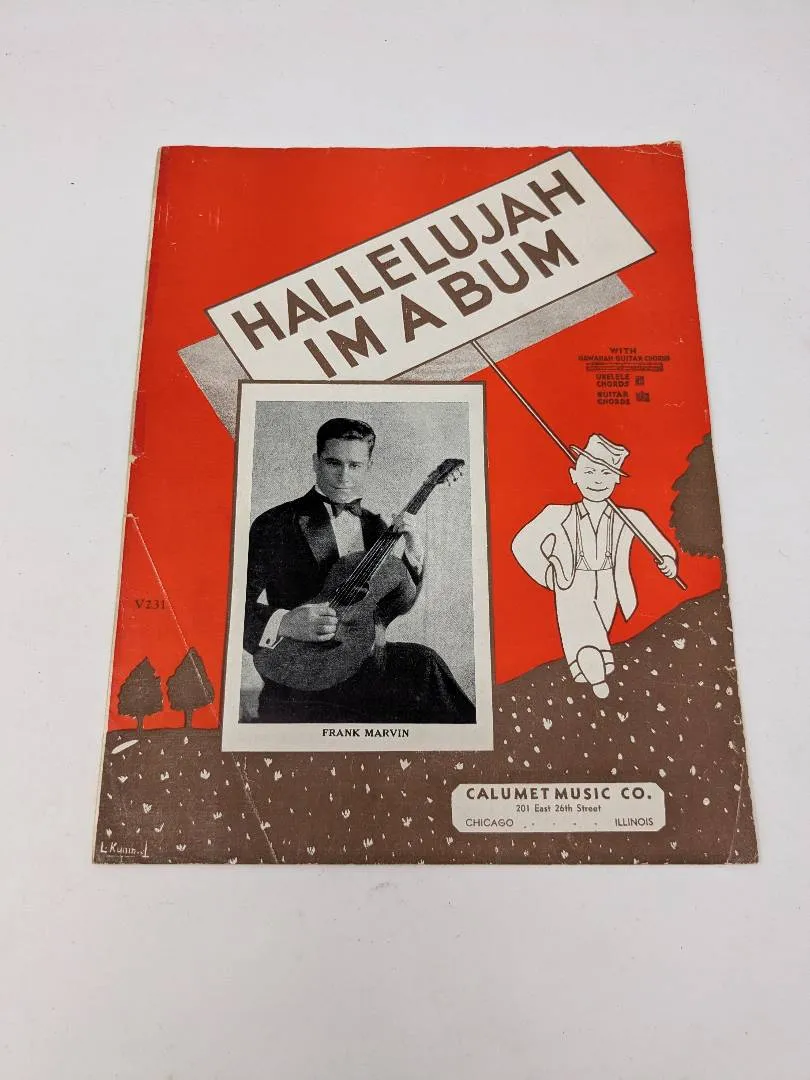 HALLELUJAH
IM A BUM
WITH
HAWAIIAN GUITAR CHORDS
UKELELE
CHORDS
GUITAR
CHORDS
V231
FRANK MARVIN
CALUMET MUSIC CO.
201 East 26th Street
CHICAGO . . . . . ILLINOIS